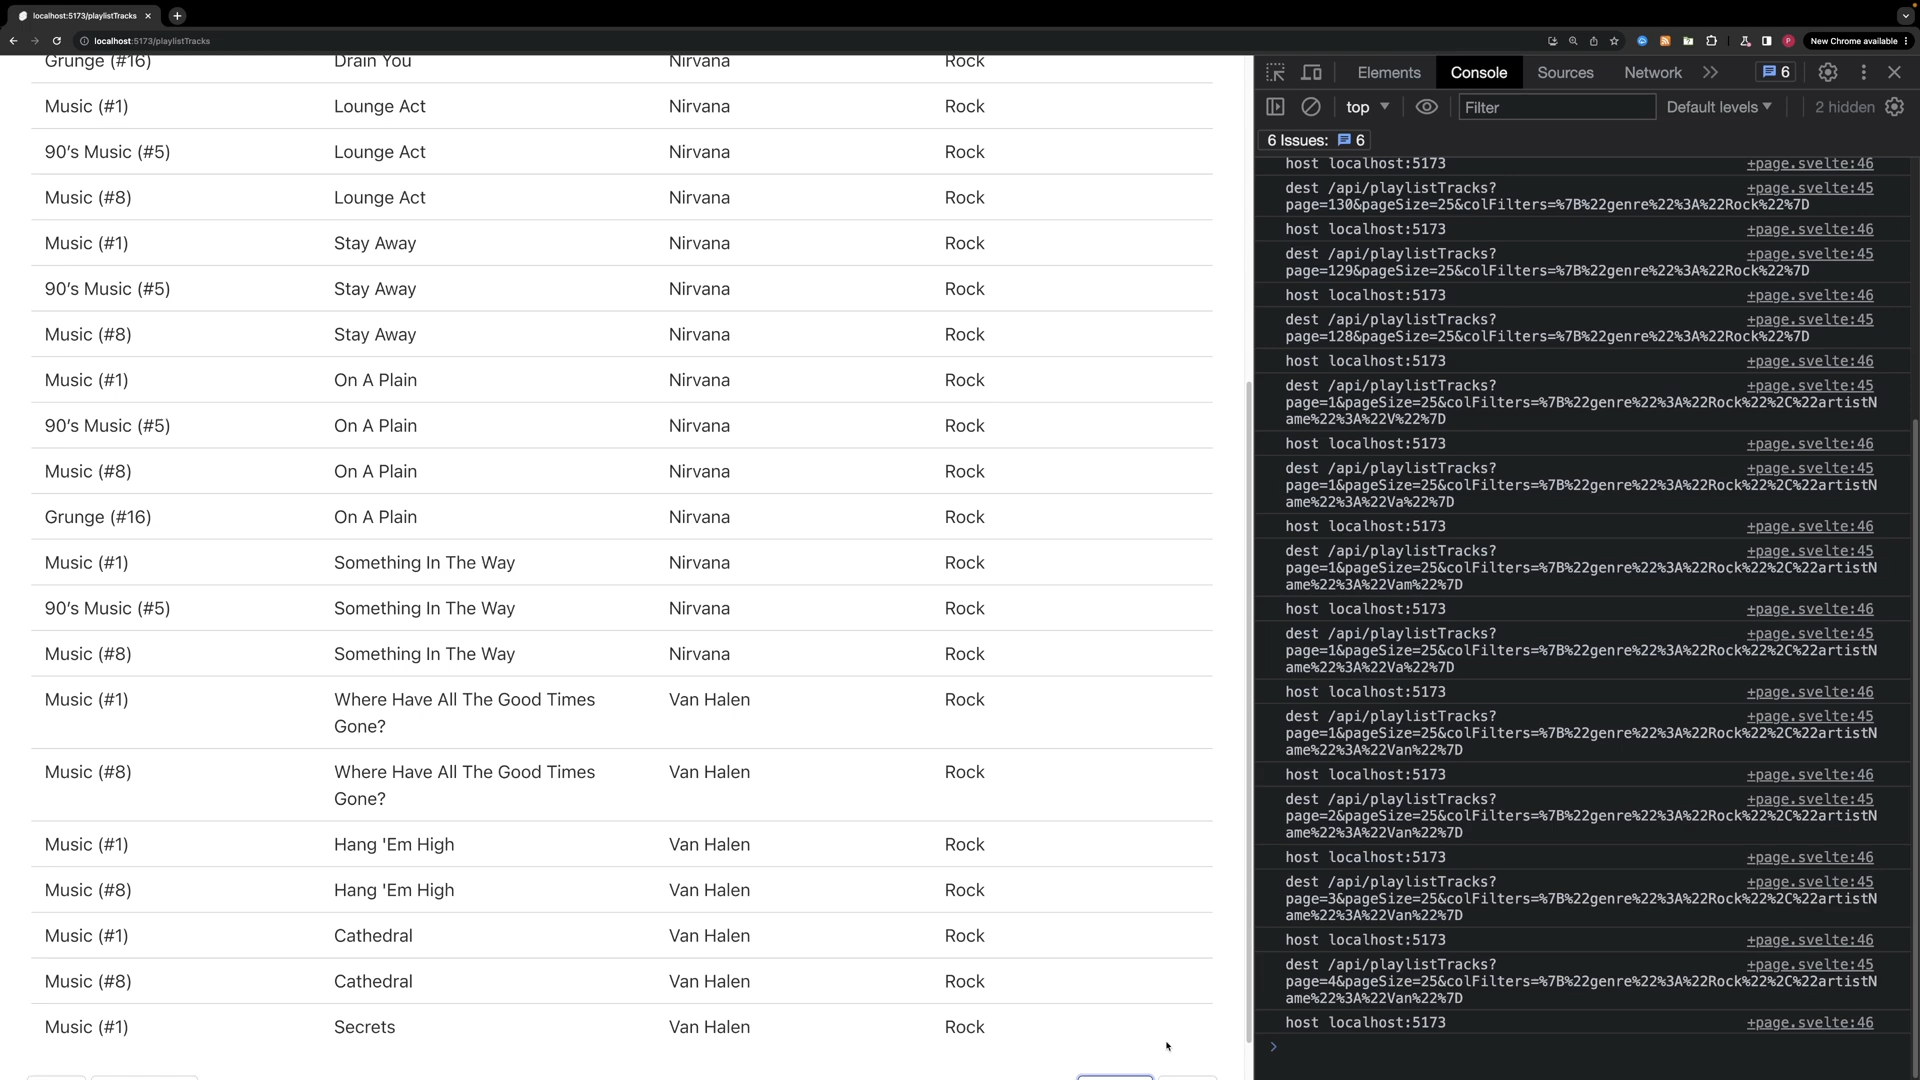 localhost:5173/playlistTracks
localhost:5173/playlistTracks
New Chrome available
Grunge (#16) Drain You Nirvana Rock
Music (#1) Lounge Act Nirvana Rock
90's Music (#5) Lounge Act Nirvana Rock
Music (#8) Lounge Act Nirvana Rock
Music (#1) Stay Away Nirvana Rock
90's Music (#5) Stay Away Nirvana Rock
Music (#8) Stay Away Nirvana Rock
Music (#1) On A Plain Nirvana Rock
90's Music (#5) On A Plain Nirvana Rock
Music (#8) On A Plain Nirvana Rock
Grunge (#16) On A Plain Nirvana Rock
Music (#1) Something In The Way Nirvana Rock
90's Music (#5) Something In The Way Nirvana Rock
Music (#8) Something In The Way Nirvana Rock
Music (#1) Where Have All The Good Times Van Halen Rock
Gone?
Music (#8) Where Have All The Good Times Van Halen Rock
Gone?
Music (#1) Hang 'Em High Van Halen Rock
Music (#8) Hang 'Em High Van Halen Rock
Music (#1) Cathedral Van Halen Rock
Music (#8) Cathedral Van Halen Rock
Music (#1) Secrets Van Halen Rock
Elements Console Sources Network 6
top Filter Default levels 2 hidden
6 Issues: 6
host localhost:5173 +page.svelte:46
dest /api/playlistTracks? +page.svelte:45
page=130&pageSize=25&colFilters=%7B%22genre%22%3A%22Rock%22%7D
host localhost:5173 +page.svelte:46
dest /api/playlistTracks? +page.svelte:45
page=129&pageSize=25&colFilters=%7B%22genre%22%3A%22Rock%22%7D
host localhost:5173 +page.svelte:46
dest /api/playlistTracks? +page.svelte:45
page=128&pageSize=25&colFilters=%7B%22genre%22%3A%22Rock%22%7D
host localhost:5173 +page.svelte:46
dest /api/playlistTracks? +page.svelte:45
page=1&pageSize=25&colFilters=%7B%22genre%22%3A%22Rock%22%2C%22artistN
ame%22%3A%22V%22%7D
host localhost:5173 +page.svelte:46
dest /api/playlistTracks? +page.svelte:45
page=1&pageSize=25&colFilters=%7B%22genre%22%3A%22Rock%22%2C%22artistN
ame%22%3A%22Va%22%7D
host localhost:5173 +page.svelte:46
dest /api/playlistTracks? +page.svelte:45
page=1&pageSize=25&colFilters=%7B%22genre%22%3A%22Rock%22%2C%22artistN
ame%22%3A%22Vam%22%7D
host localhost:5173 +page.svelte:46
dest /api/playlistTracks? +page.svelte:45
page=1&pageSize=25&colFilters=%7B%22genre%22%3A%22Rock%22%2C%22artistN
ame%22%3A%22Va%22%7D
host localhost:5173 +page.svelte:46
dest /api/playlistTracks? +page.svelte:45
page=1&pageSize=25&colFilters=%7B%22genre%22%3A%22Rock%22%2C%22artistN
ame%22%3A%22Van%22%7D
host localhost:5173 +page.svelte:46
dest /api/playlistTracks? +page.svelte:45
page=2&pageSize=25&colFilters=%7B%22genre%22%3A%22Rock%22%2C%22artistN
ame%22%3A%22Van%22%7D
host localhost:5173 +page.svelte:46
dest /api/playlistTracks? +page.svelte:45
page=3&pageSize=25&colFilters=%7B%22genre%22%3A%22Rock%22%2C%22artistN
ame%22%3A%22Van%22%7D
host localhost:5173 +page.svelte:46
dest /api/playlistTracks? +page.svelte:45
page=4&pageSize=25&colFilters=%7B%22genre%22%3A%22Rock%22%2C%22artistN
ame%22%3A%22Van%22%7D
host localhost:5173 +page.svelte:46